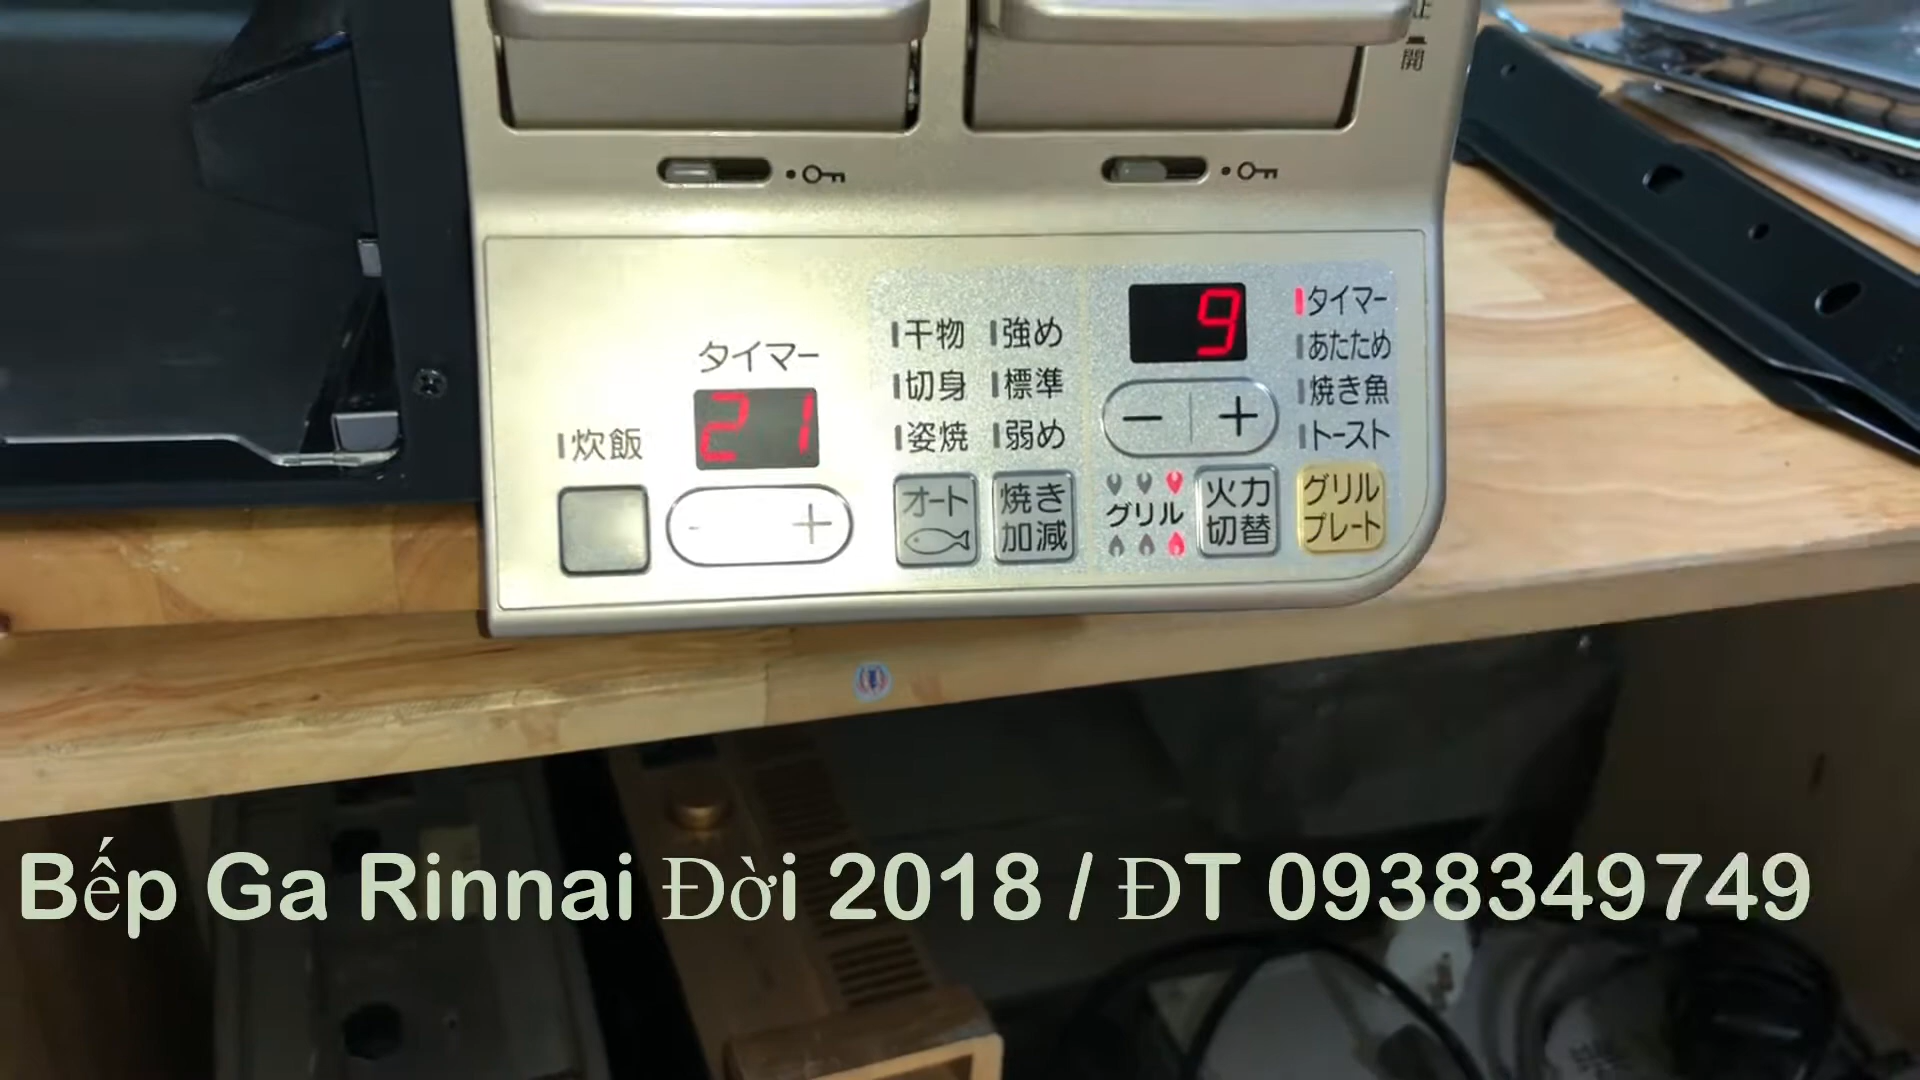 止
開
タイマー
21
炊飯
- +
干物 強め
切身 標準
姿焼 弱め
オート
焼き
加減
9
タイマー
あたため
焼き魚
トースト
− +
グリル
火力
切替
グリル
プレート
Bếp Ga Rinnai Đời 2018 / ĐT 0938349749